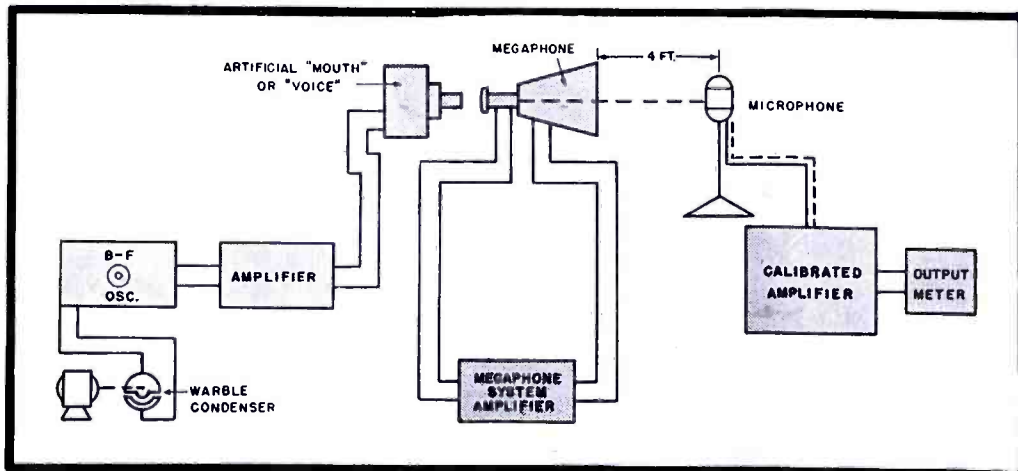 MEGAPHONE
4 FT.
ARTIFICIAL "MOUTH"
OR "VOICE"
MICROPHONE
B-F
OSC.
AMPLIFIER
CALIBRATED
AMPLIFIER
OUTPUT
METER
WARBLE
CONDENSER
MEGAPHONE
SYSTEM
AMPLIFIER